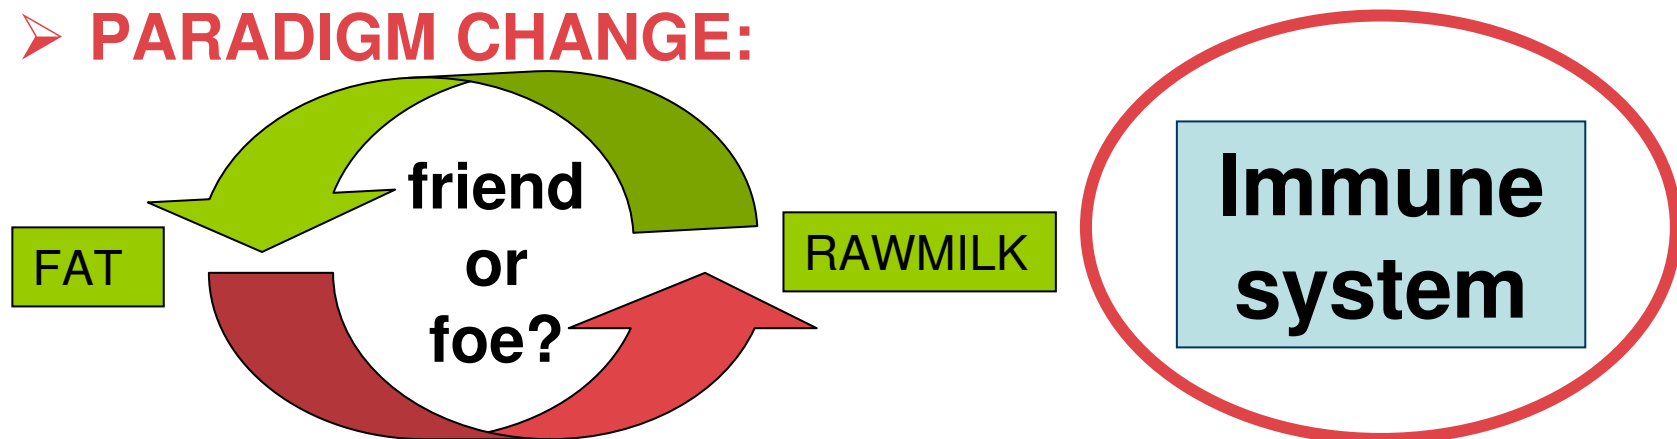 ➢ PARADIGM CHANGE:
friend
or
foe?
FAT
RAWMILK
Immune
system